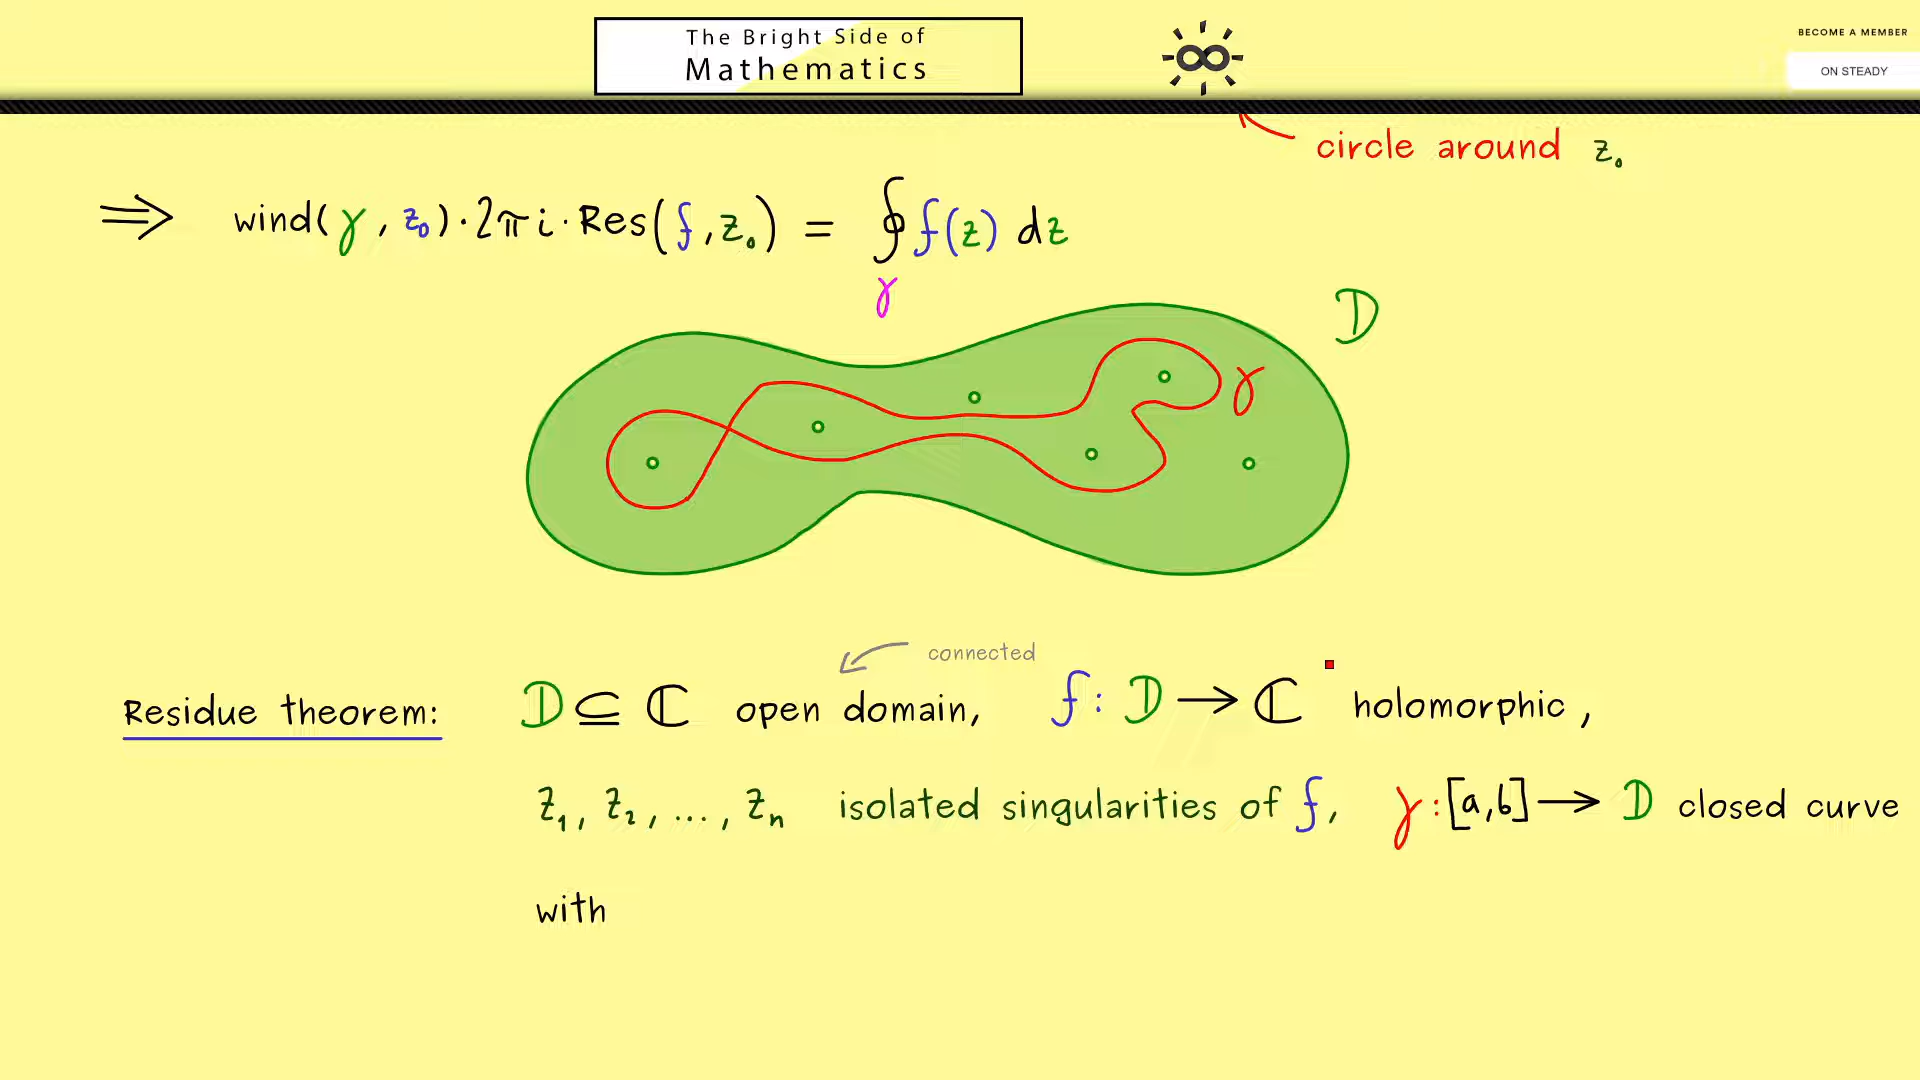 The Bright Side of
Mathematics
BECOME A MEMBER
ON STEADY
circle around z₀
⟹ wind(γ, z₀)·2πi·Res(f, z₀) = ∮ f(z) dz
γ
D
γ
connected
Residue theorem: D ⊆ ℂ open domain, f: D → ℂ holomorphic,
z₁, z₂, ..., zₙ isolated singularities of f, γ:[a,b] → D closed curve
with